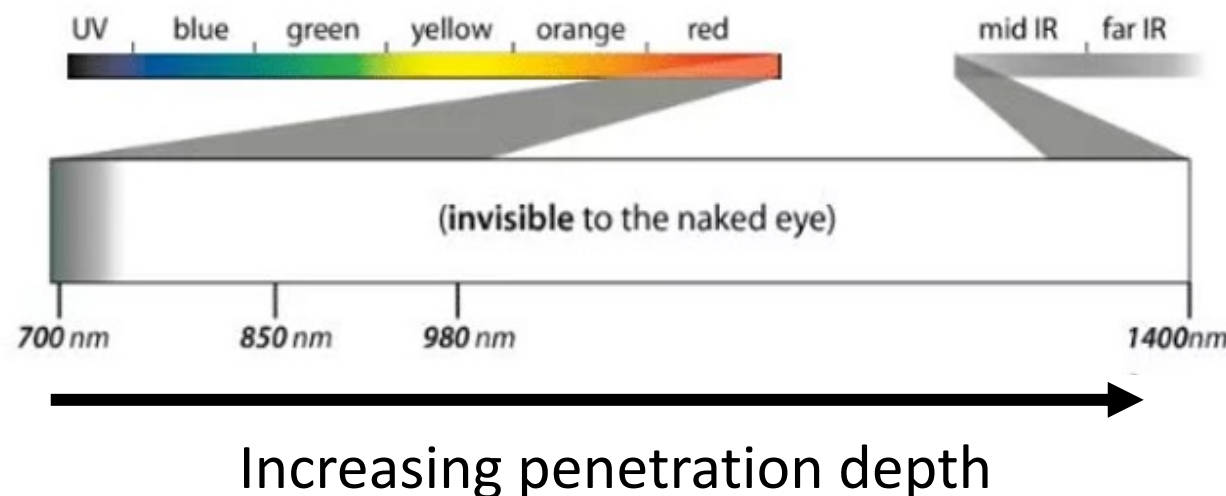 UV blue green yellow orange red mid IR far IR
(invisible to the naked eye)
700 nm 850 nm 980 nm 1400nm
Increasing penetration depth